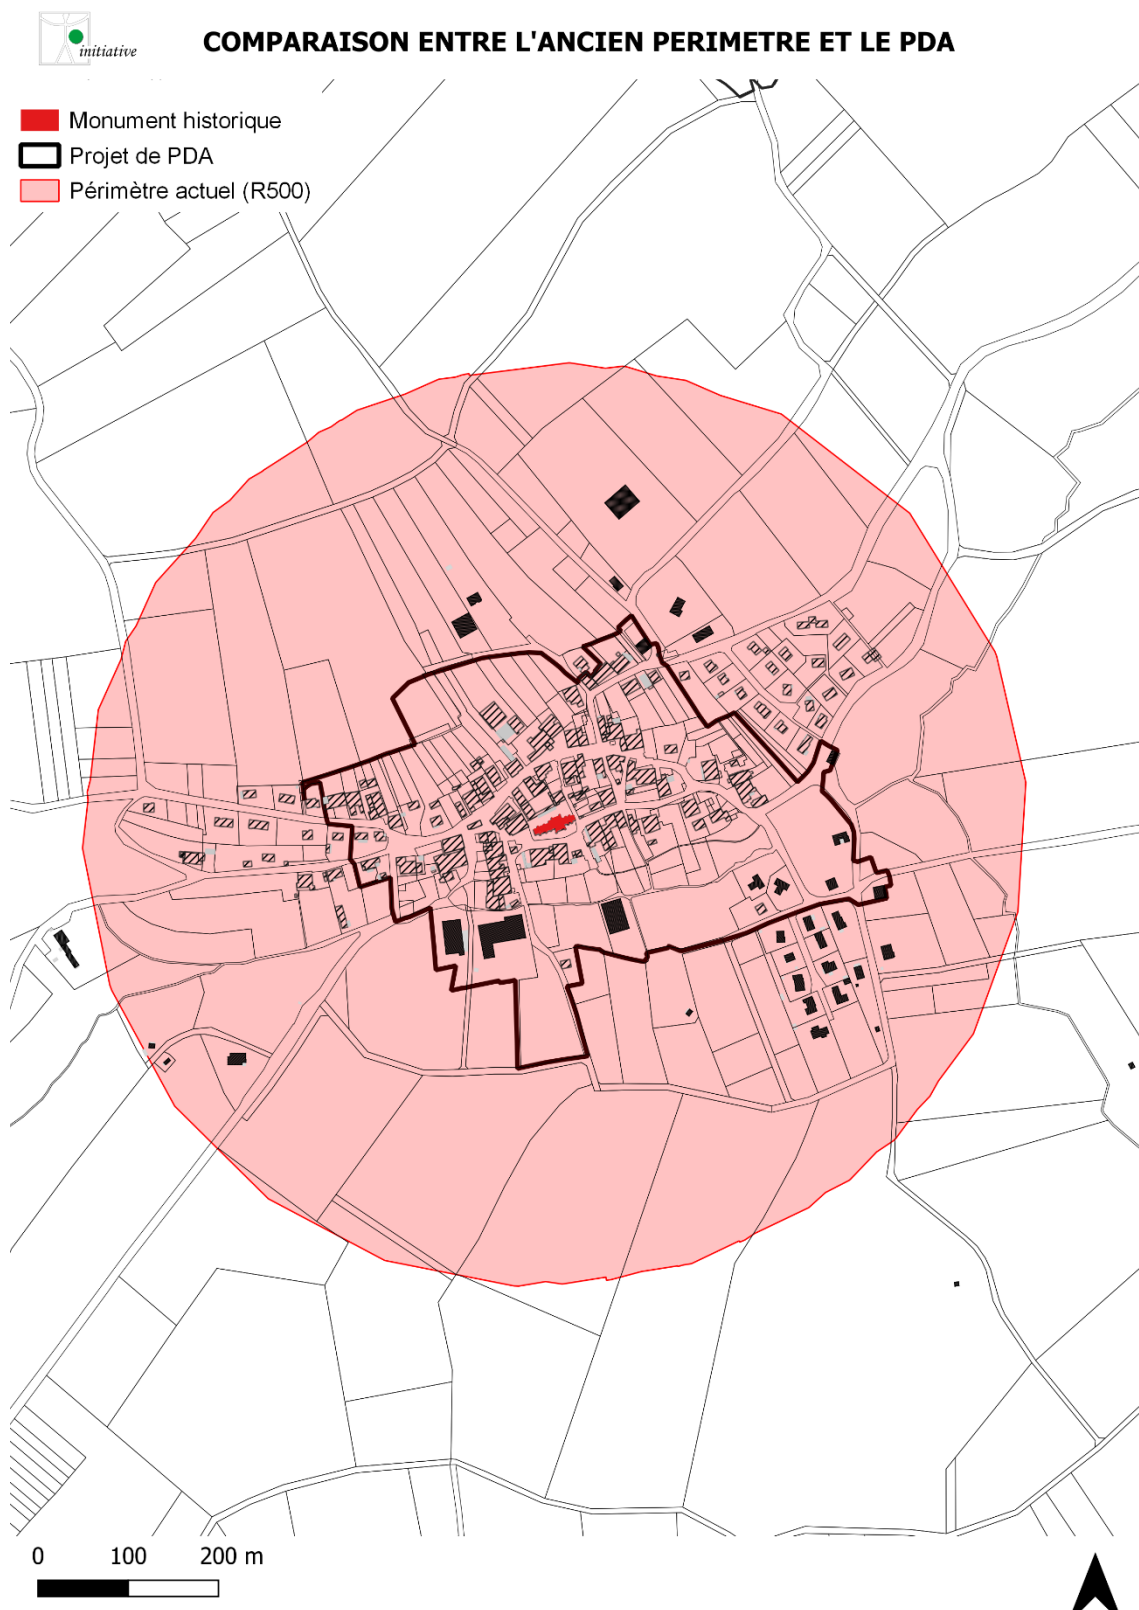 initiative
COMPARAISON ENTRE L'ANCIEN PERIMETRE ET LE PDA
Monument historique
Projet de PDA
Périmètre actuel (R500)
0 100 200 m